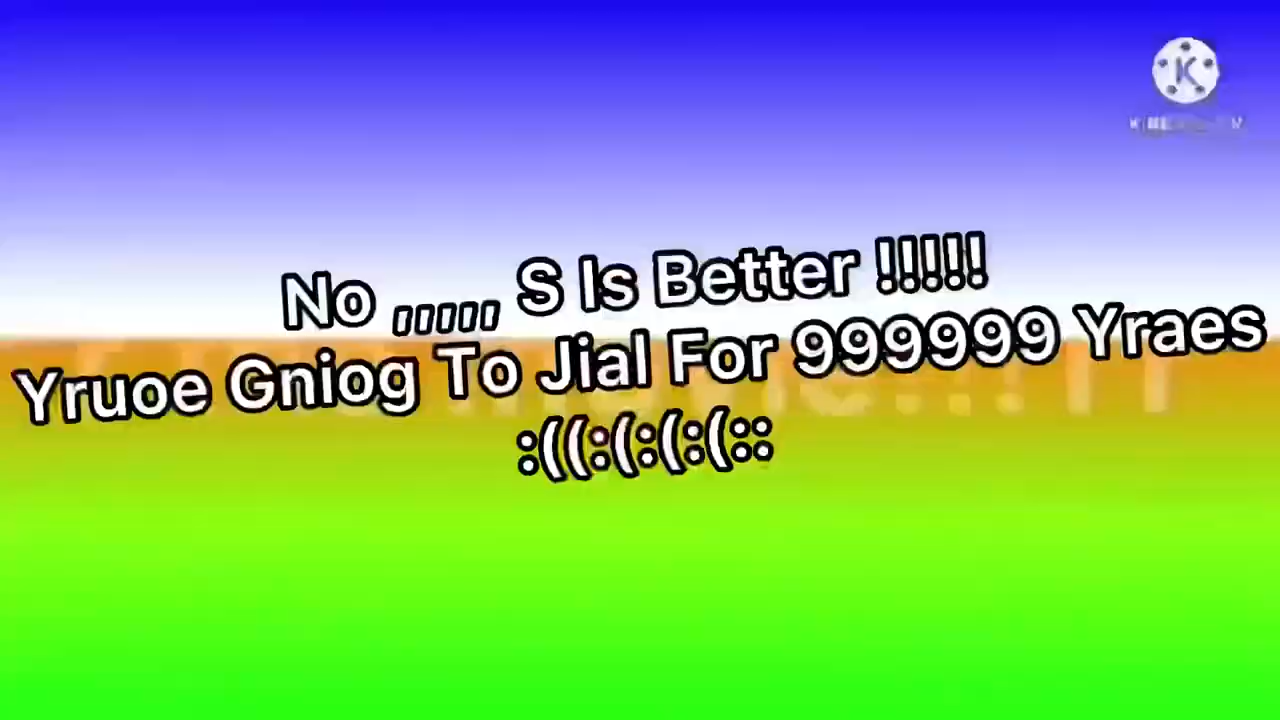 K
No ,,,,, S Is Better !!!!!
Yruoe Gniog To Jial For 999999 Yraes
:((:(:(:(::